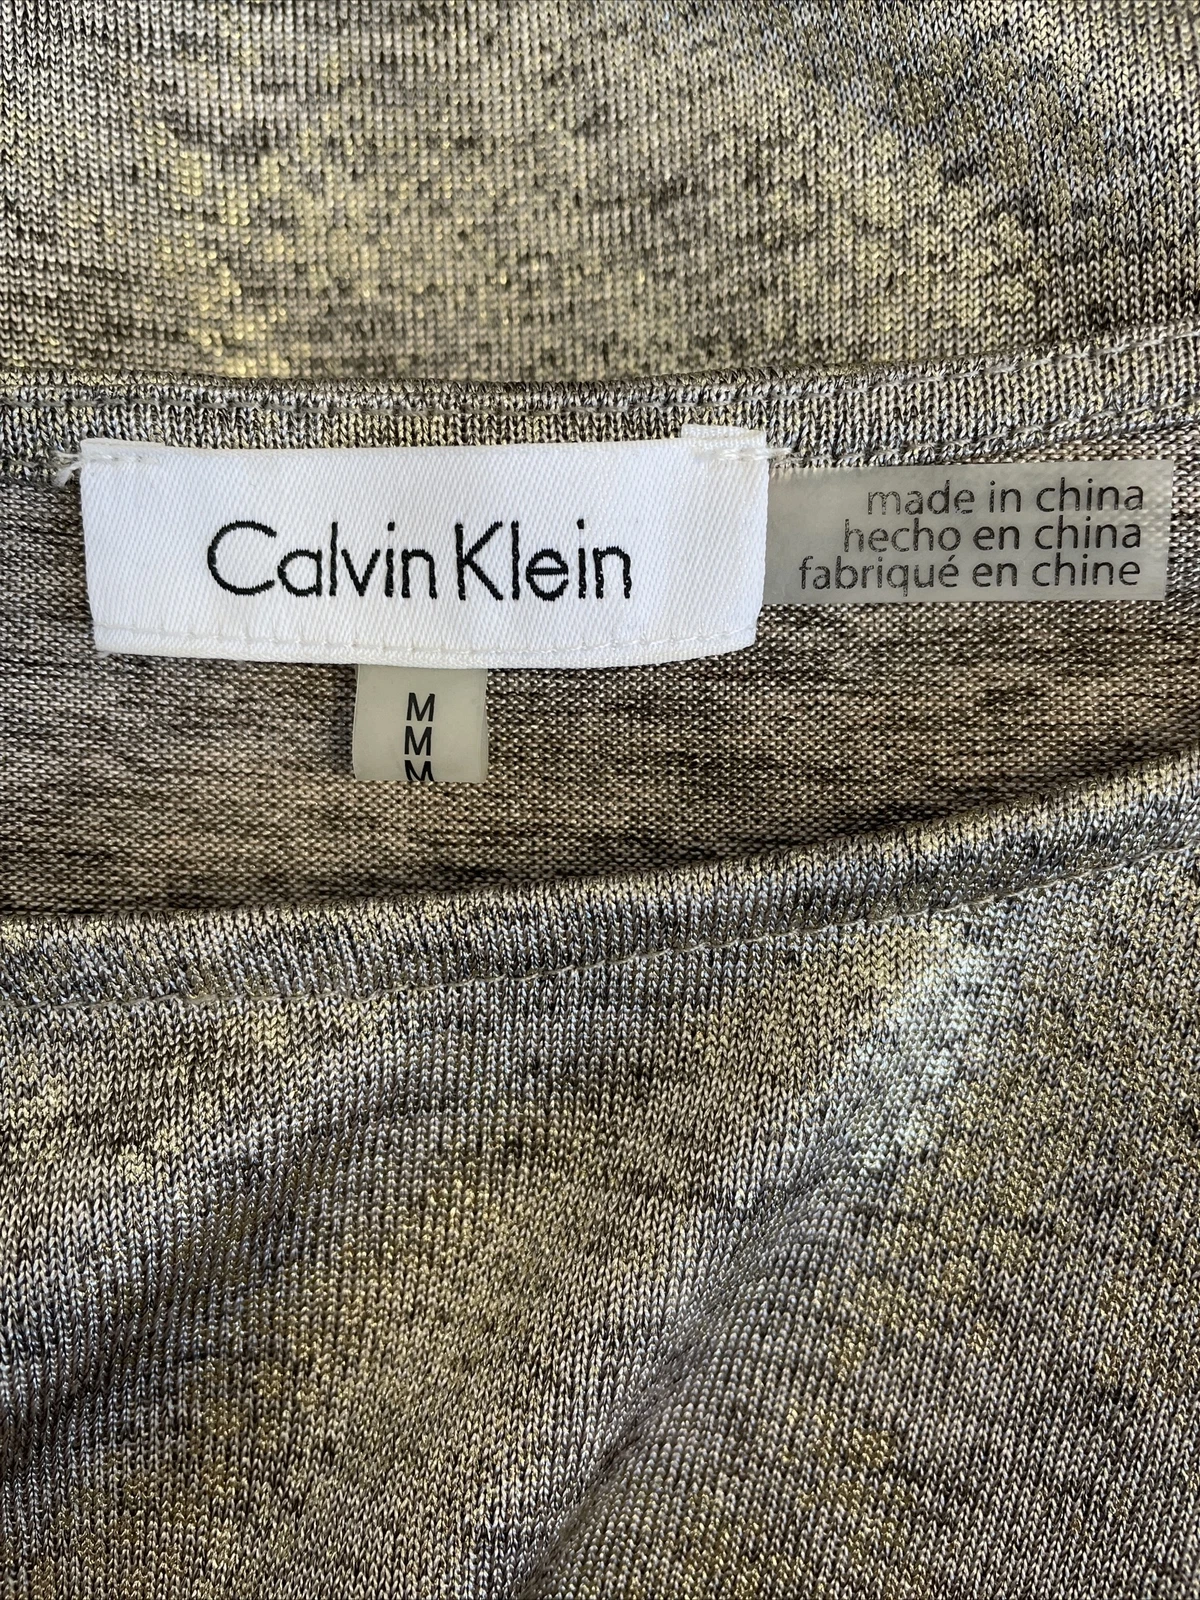 Calvin Klein
made in china
hecho en china
fabriqué en chine
M
M
M